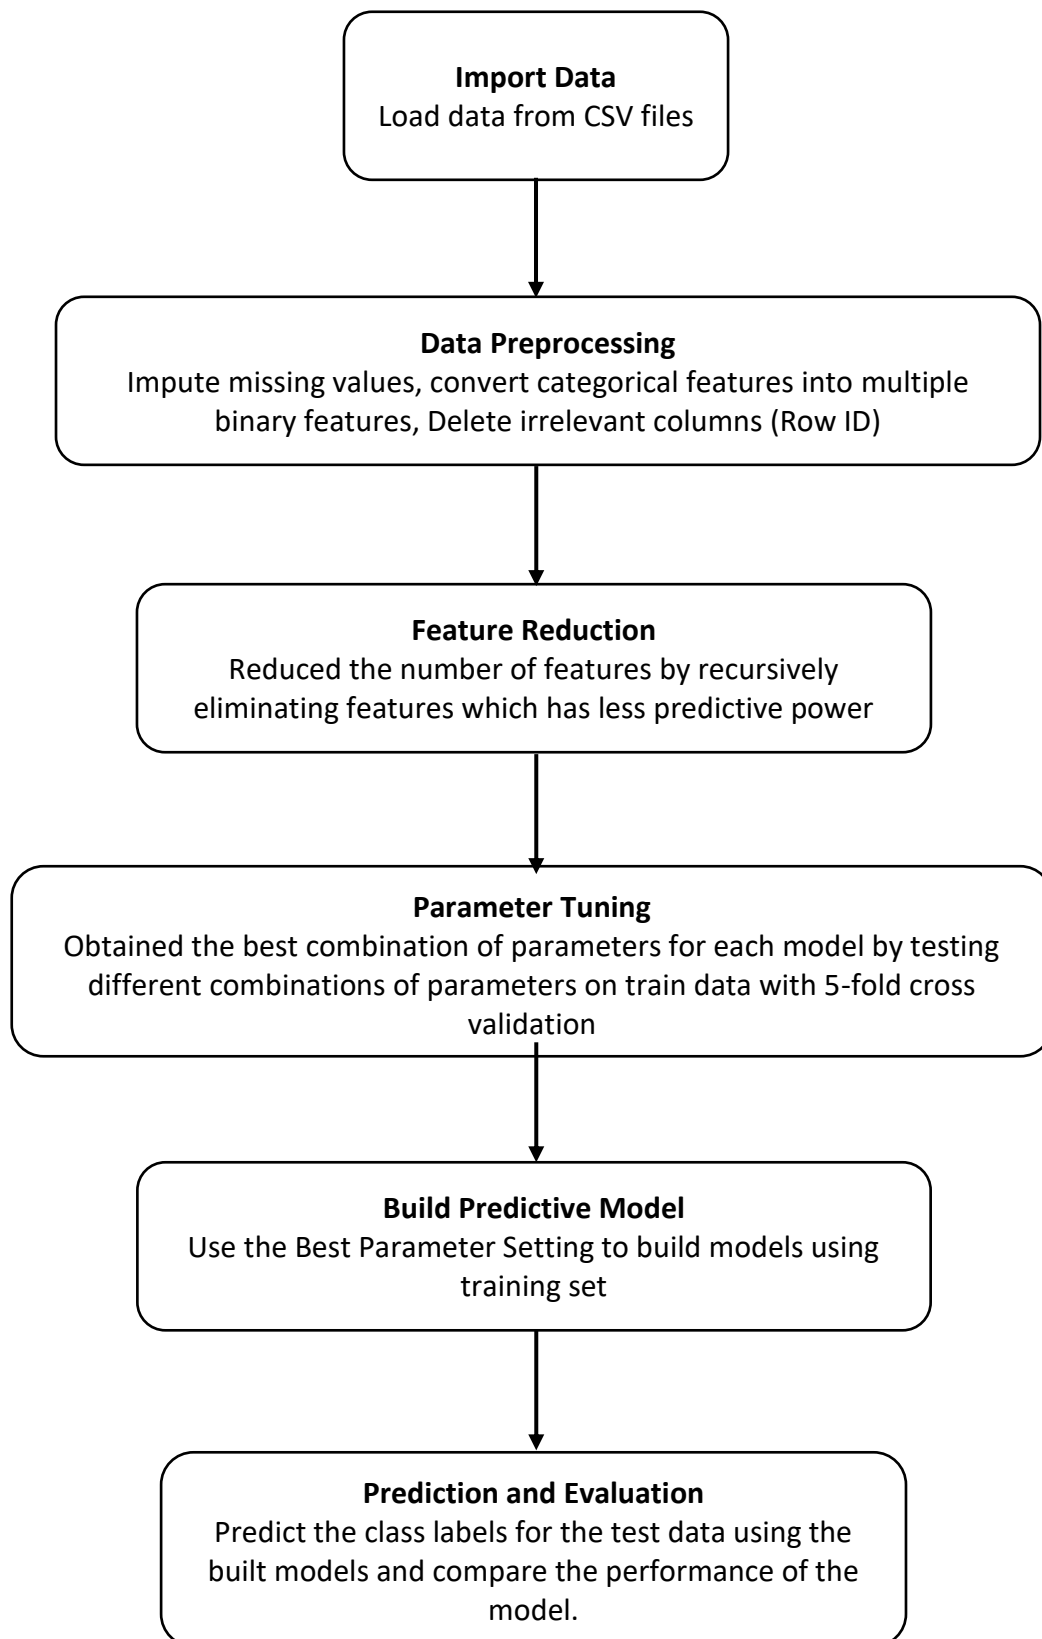 Import Data
Load data from CSV files
Data Preprocessing
Impute missing values, convert categorical features into multiple
binary features, Delete irrelevant columns (Row ID)
Feature Reduction
Reduced the number of features by recursively
eliminating features which has less predictive power
Parameter Tuning
Obtained the best combination of parameters for each model by testing
different combinations of parameters on train data with 5-fold cross
validation
Build Predictive Model
Use the Best Parameter Setting to build models using
training set
Prediction and Evaluation
Predict the class labels for the test data using the
built models and compare the performance of the
model.